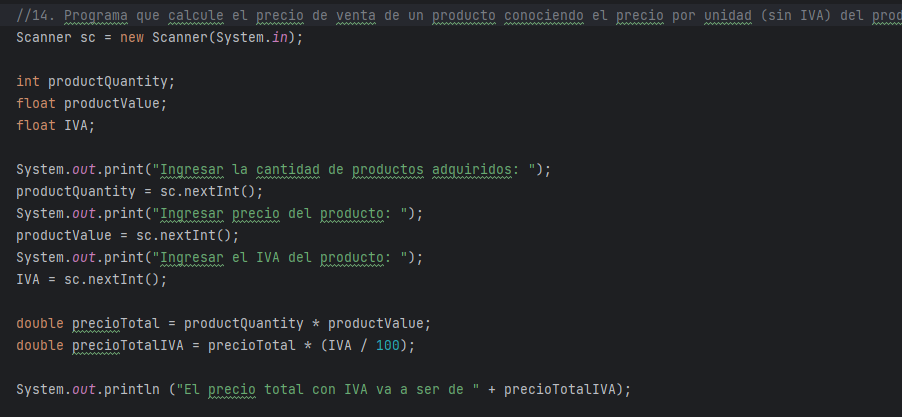 //14. Programa que calcule el precio de venta de un producto conociendo el precio por unidad (sin IVA) del
Scanner sc = new Scanner(System.in);
int productQuantity;
float productValue;
float IVA;
System.out.print("Ingresar la cantidad de productos adquiridos: ");
productQuantity = sc.nextInt();
System.out.print("Ingresar precio del producto: ");
productValue = sc.nextInt();
System.out.print("Ingresar el IVA del producto: ");
IVA = sc.nextInt();
double precioTotal = productQuantity * productValue;
double precioTotalIVA = precioTotal * (IVA / 100);
System.out.println ("El precio total con IVA va a ser de " + precioTotalIVA);